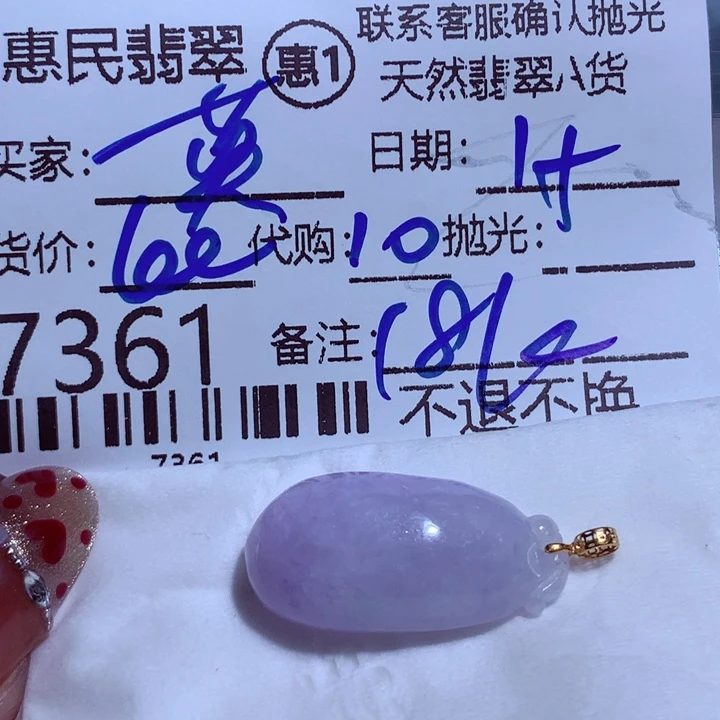 惠民翡翠 惠1 联系客服确认抛光
天然翡翠A货
买家: 英 日期:
货价: 代购: 10 抛光:
7361 备注:
不退不换
7361